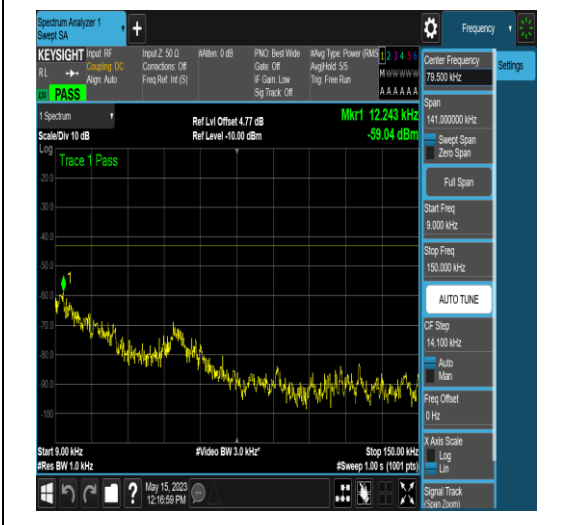 Spectrum Analyzer 1
Swept SA
+
Frequency
KEYSIGHT
RL
PASS
Input: RF
Coupling: DC
Align: Auto
Input Z: 50 Ω
Corrections: Off
Freq Ref: Int (S)
#Atten: 0 dB
PNO: Best Wide
Gate: Off
IF Gain: Low
Sig Track: Off
#Avg Type: Power (RMS
Avg|Hold: 5/5
Trig: Free Run
1 2 3 4 5 6
M W W W W W
A A A A A A
1 Spectrum
Scale/Div 10 dB
Ref Lvl Offset 4.77 dB
Ref Level -10.00 dBm
Mkr1 12.243 kHz
-59.04 dBm
Log
Trace 1 Pass
1
-20.0
-30.0
-40.0
-50.0
-60.0
-70.0
-80.0
-90.0
-100
Start 9.00 kHz
#Res BW 1.0 kHz
#Video BW 3.0 kHz*
Stop 150.00 kHz
#Sweep 1.00 s (1001 pts)
Center Frequency
79.500 kHz
Settings
Span
141.000000 kHz
Swept Span
Zero Span
Full Span
Start Freq
9.000 kHz
Stop Freq
150.000 kHz
AUTO TUNE
CF Step
14.100 kHz
Auto
Man
Freq Offset
0 Hz
X Axis Scale
Log
Lin
Signal Track
(Span Zoom)
?
May 15, 2023
12:16:59 PM